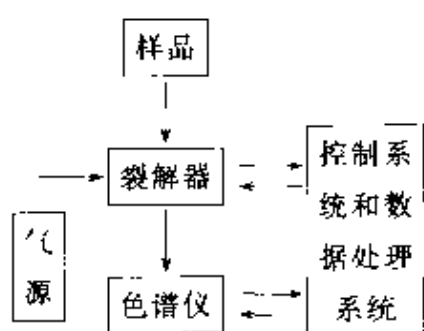 样品
裂解器
气
源
色谱仪
控制系
统和数
据处理
系统